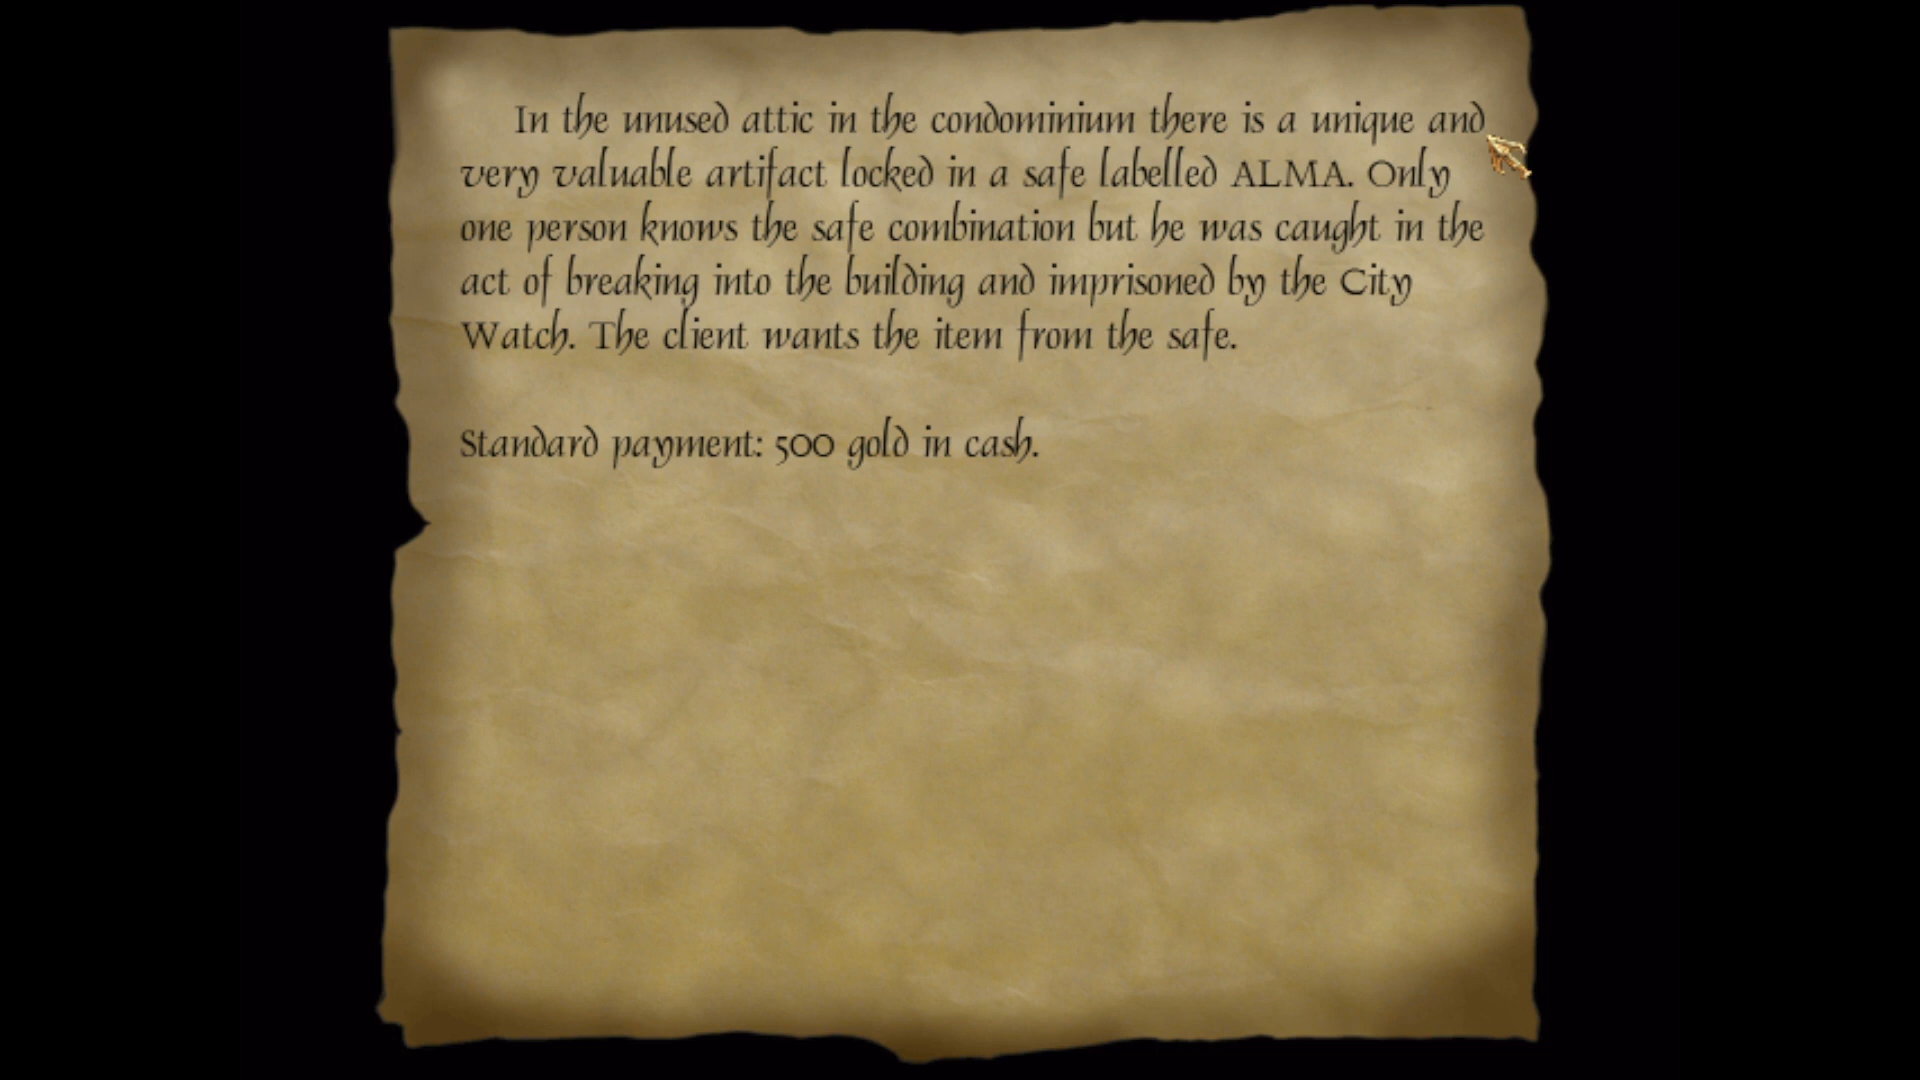 In the unused attic in the condominium there is a unique and
very valuable artifact locked in a safe labelled ALMA. Only
one person knows the safe combination but he was caught in the
act of breaking into the building and imprisoned by the City
Watch. The client wants the item from the safe.
Standard payment: 500 gold in cash.